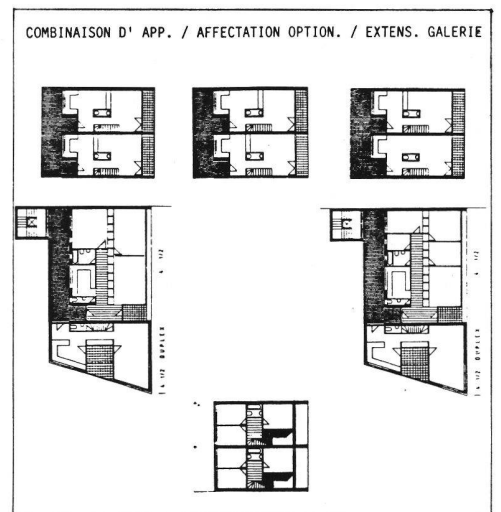 COMBINAISON D' APP. / AFFECTATION OPTION. / EXTENS. GALERIE
4 1/2
4 1/2 DUPLEX
4 1/2
4 1/2 DUPLEX